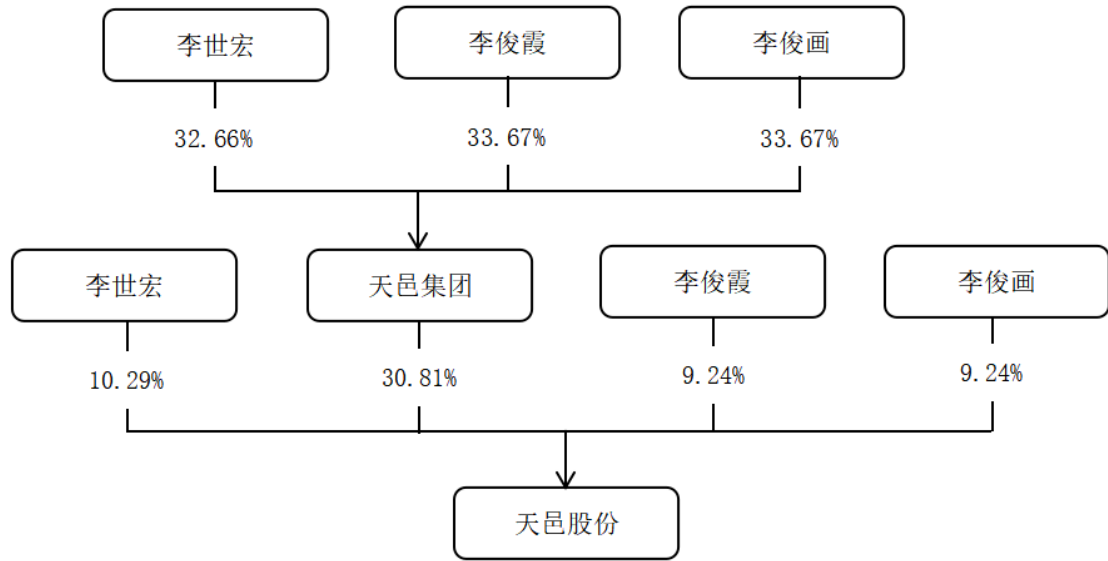 李世宏
李俊霞
李俊画
32.66%
33.67%
33.67%
李世宏
天邑集团
李俊霞
李俊画
10.29%
30.81%
9.24%
9.24%
天邑股份